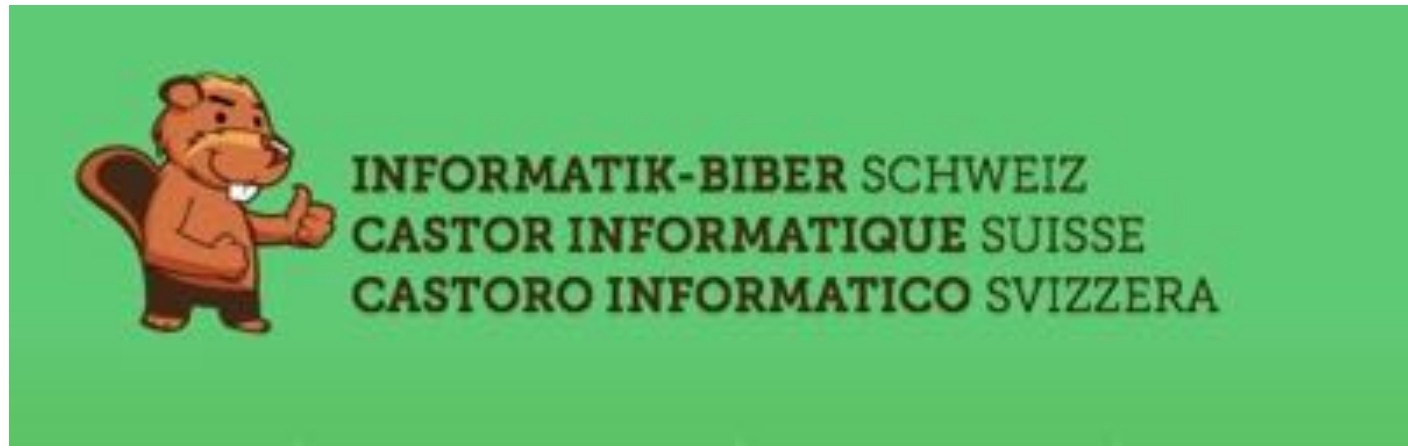 INFORMATIK-BIBER SCHWEIZ
CASTOR INFORMATIQUE SUISSE
CASTORO INFORMATICO SVIZZERA